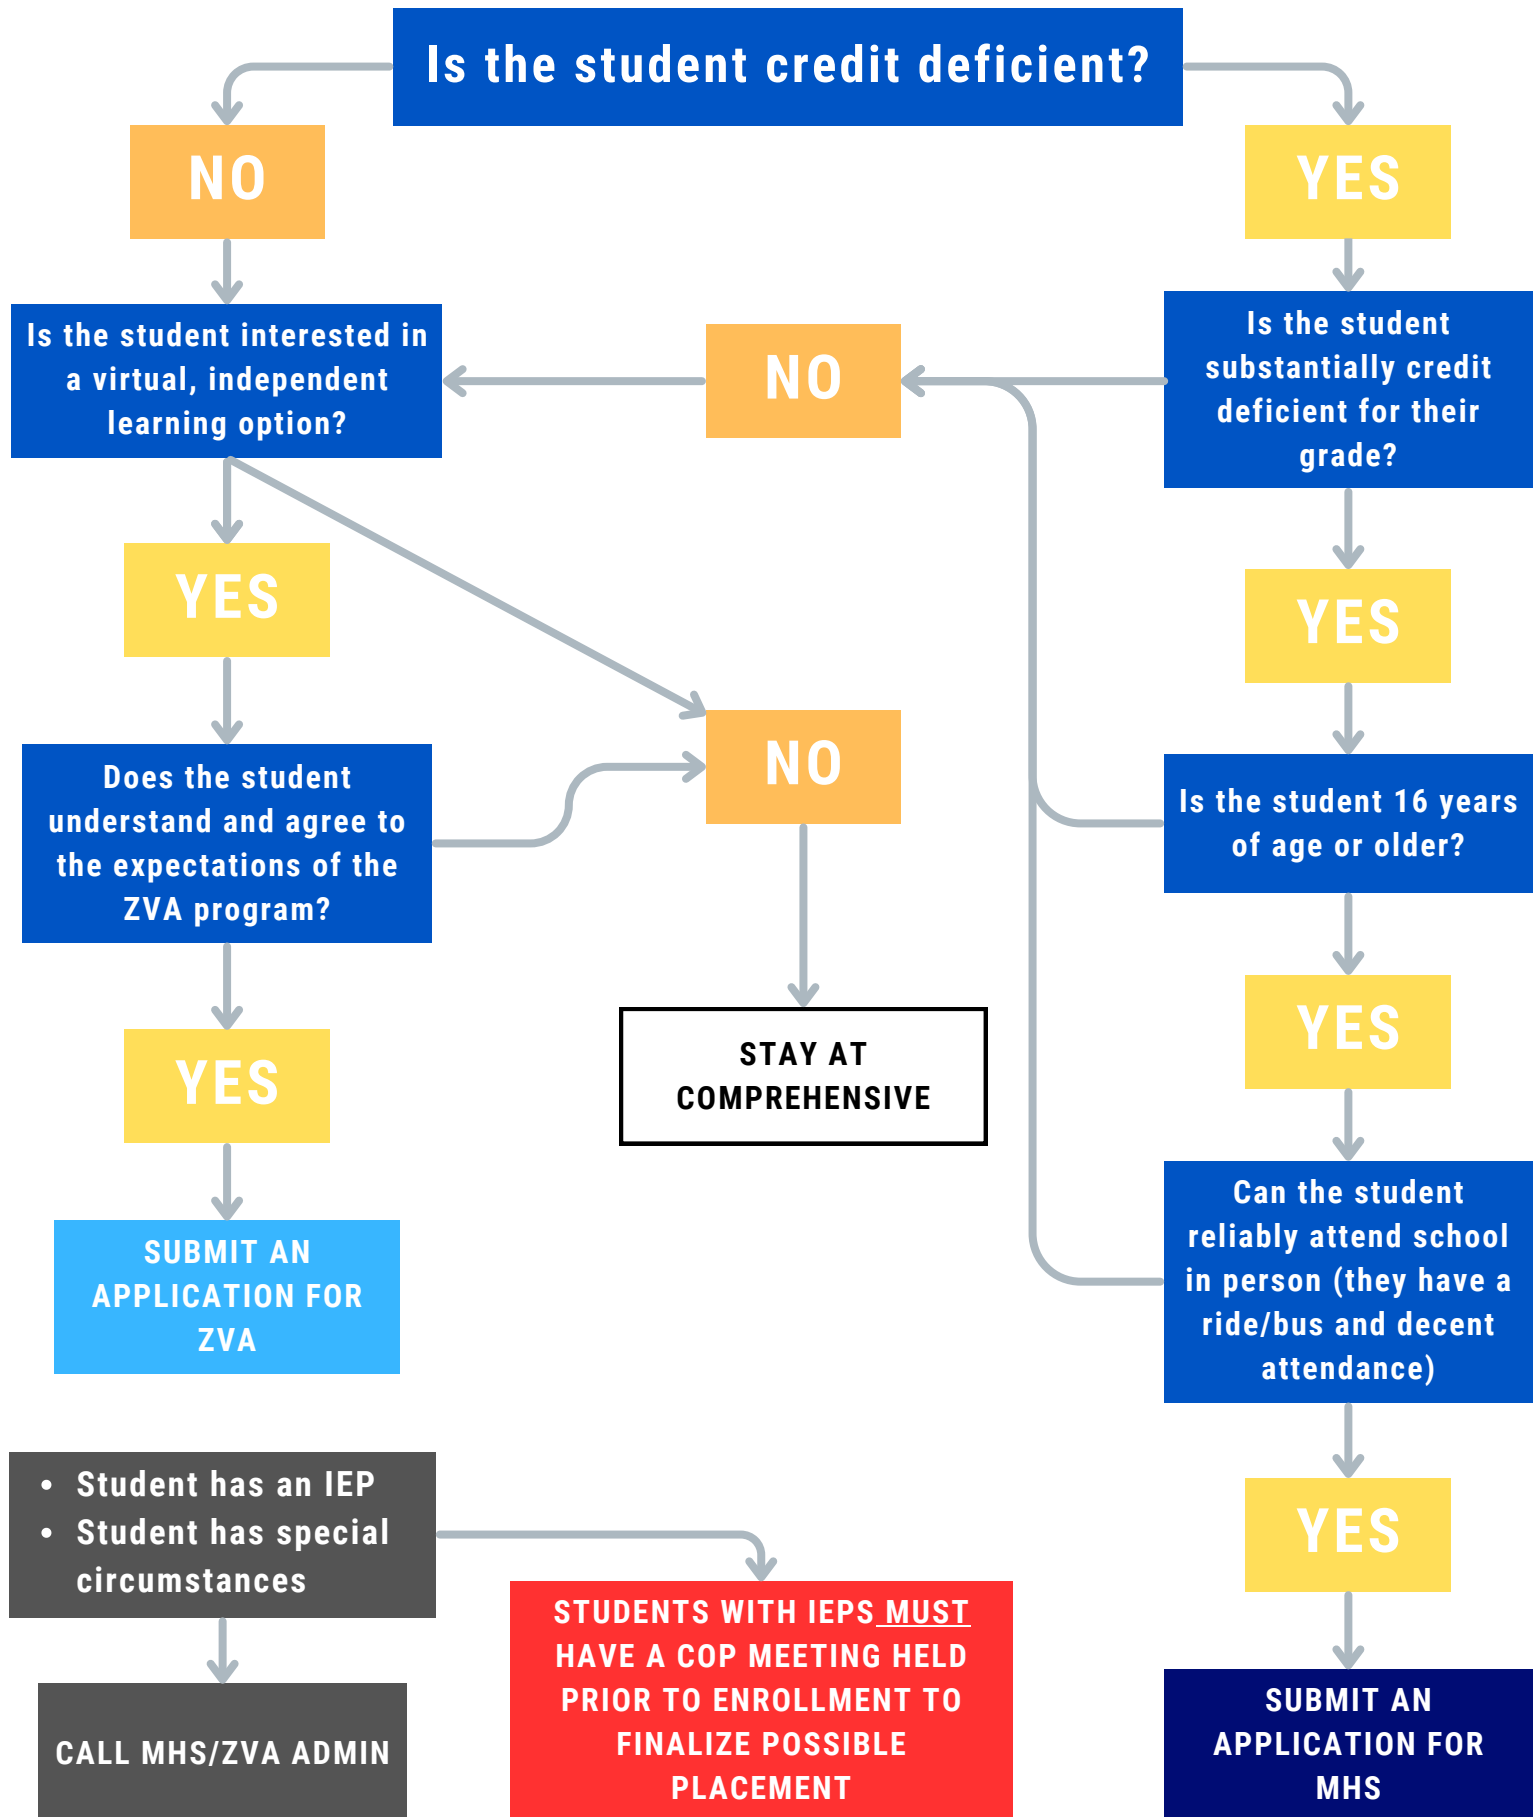 Is the student credit deficient?
NO
YES
Is the student interested in
a virtual, independent
learning option?
NO
Is the student
substantially credit
deficient for their
grade?
YES
YES
NO
Does the student
understand and agree to
the expectations of the
ZVA program?
Is the student 16 years
of age or older?
YES
YES
STAY AT
COMPREHENSIVE
Can the student
reliably attend school
in person (they have a
ride/bus and decent
attendance)
SUBMIT AN
APPLICATION FOR
ZVA
• Student has an IEP
• Student has special
circumstances
YES
STUDENTS WITH IEPS MUST
HAVE A COP MEETING HELD
PRIOR TO ENROLLMENT TO
FINALIZE POSSIBLE
PLACEMENT
CALL MHS/ZVA ADMIN
SUBMIT AN
APPLICATION FOR
MHS